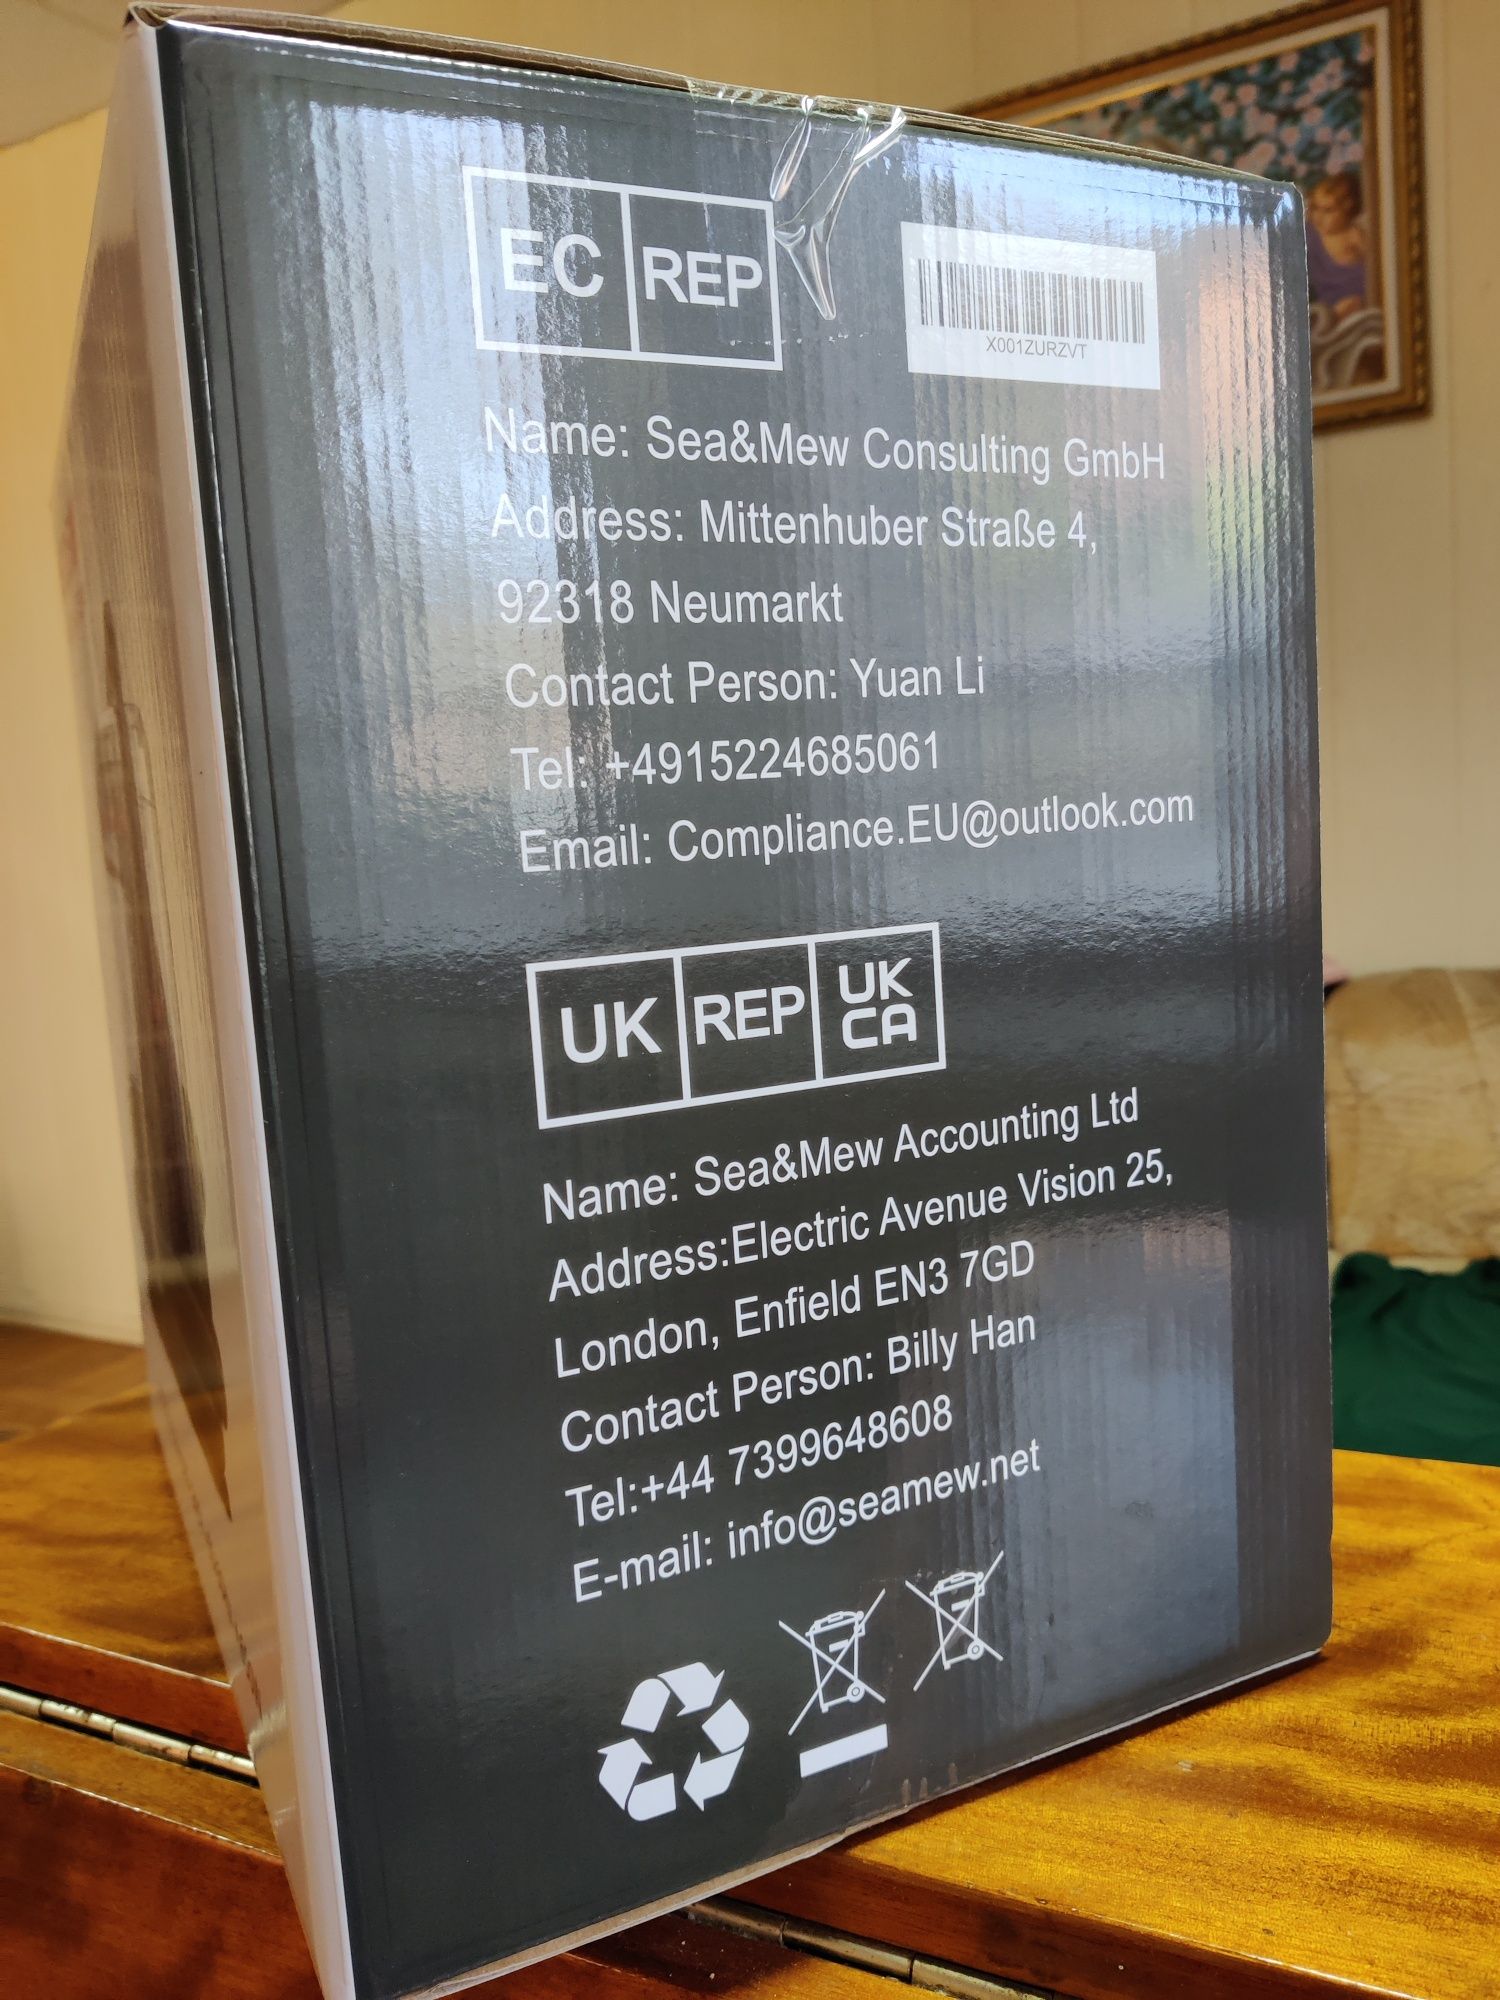 EC REP
X001ZURZVT
Name: Sea&Mew Consulting GmbH
Address: Mittenhuber Straße 4,
92318 Neumarkt
Contact Person: Yuan Li
Tel: +4915224685061
Email: Compliance.EU@outlook.com
UK REP UK
CA
Name: Sea&Mew Accounting Ltd
Address:Electric Avenue Vision 25,
London, Enfield EN3 7GD
Contact Person: Billy Han
Tel:+44 7399648608
E-mail: info@seamew.net